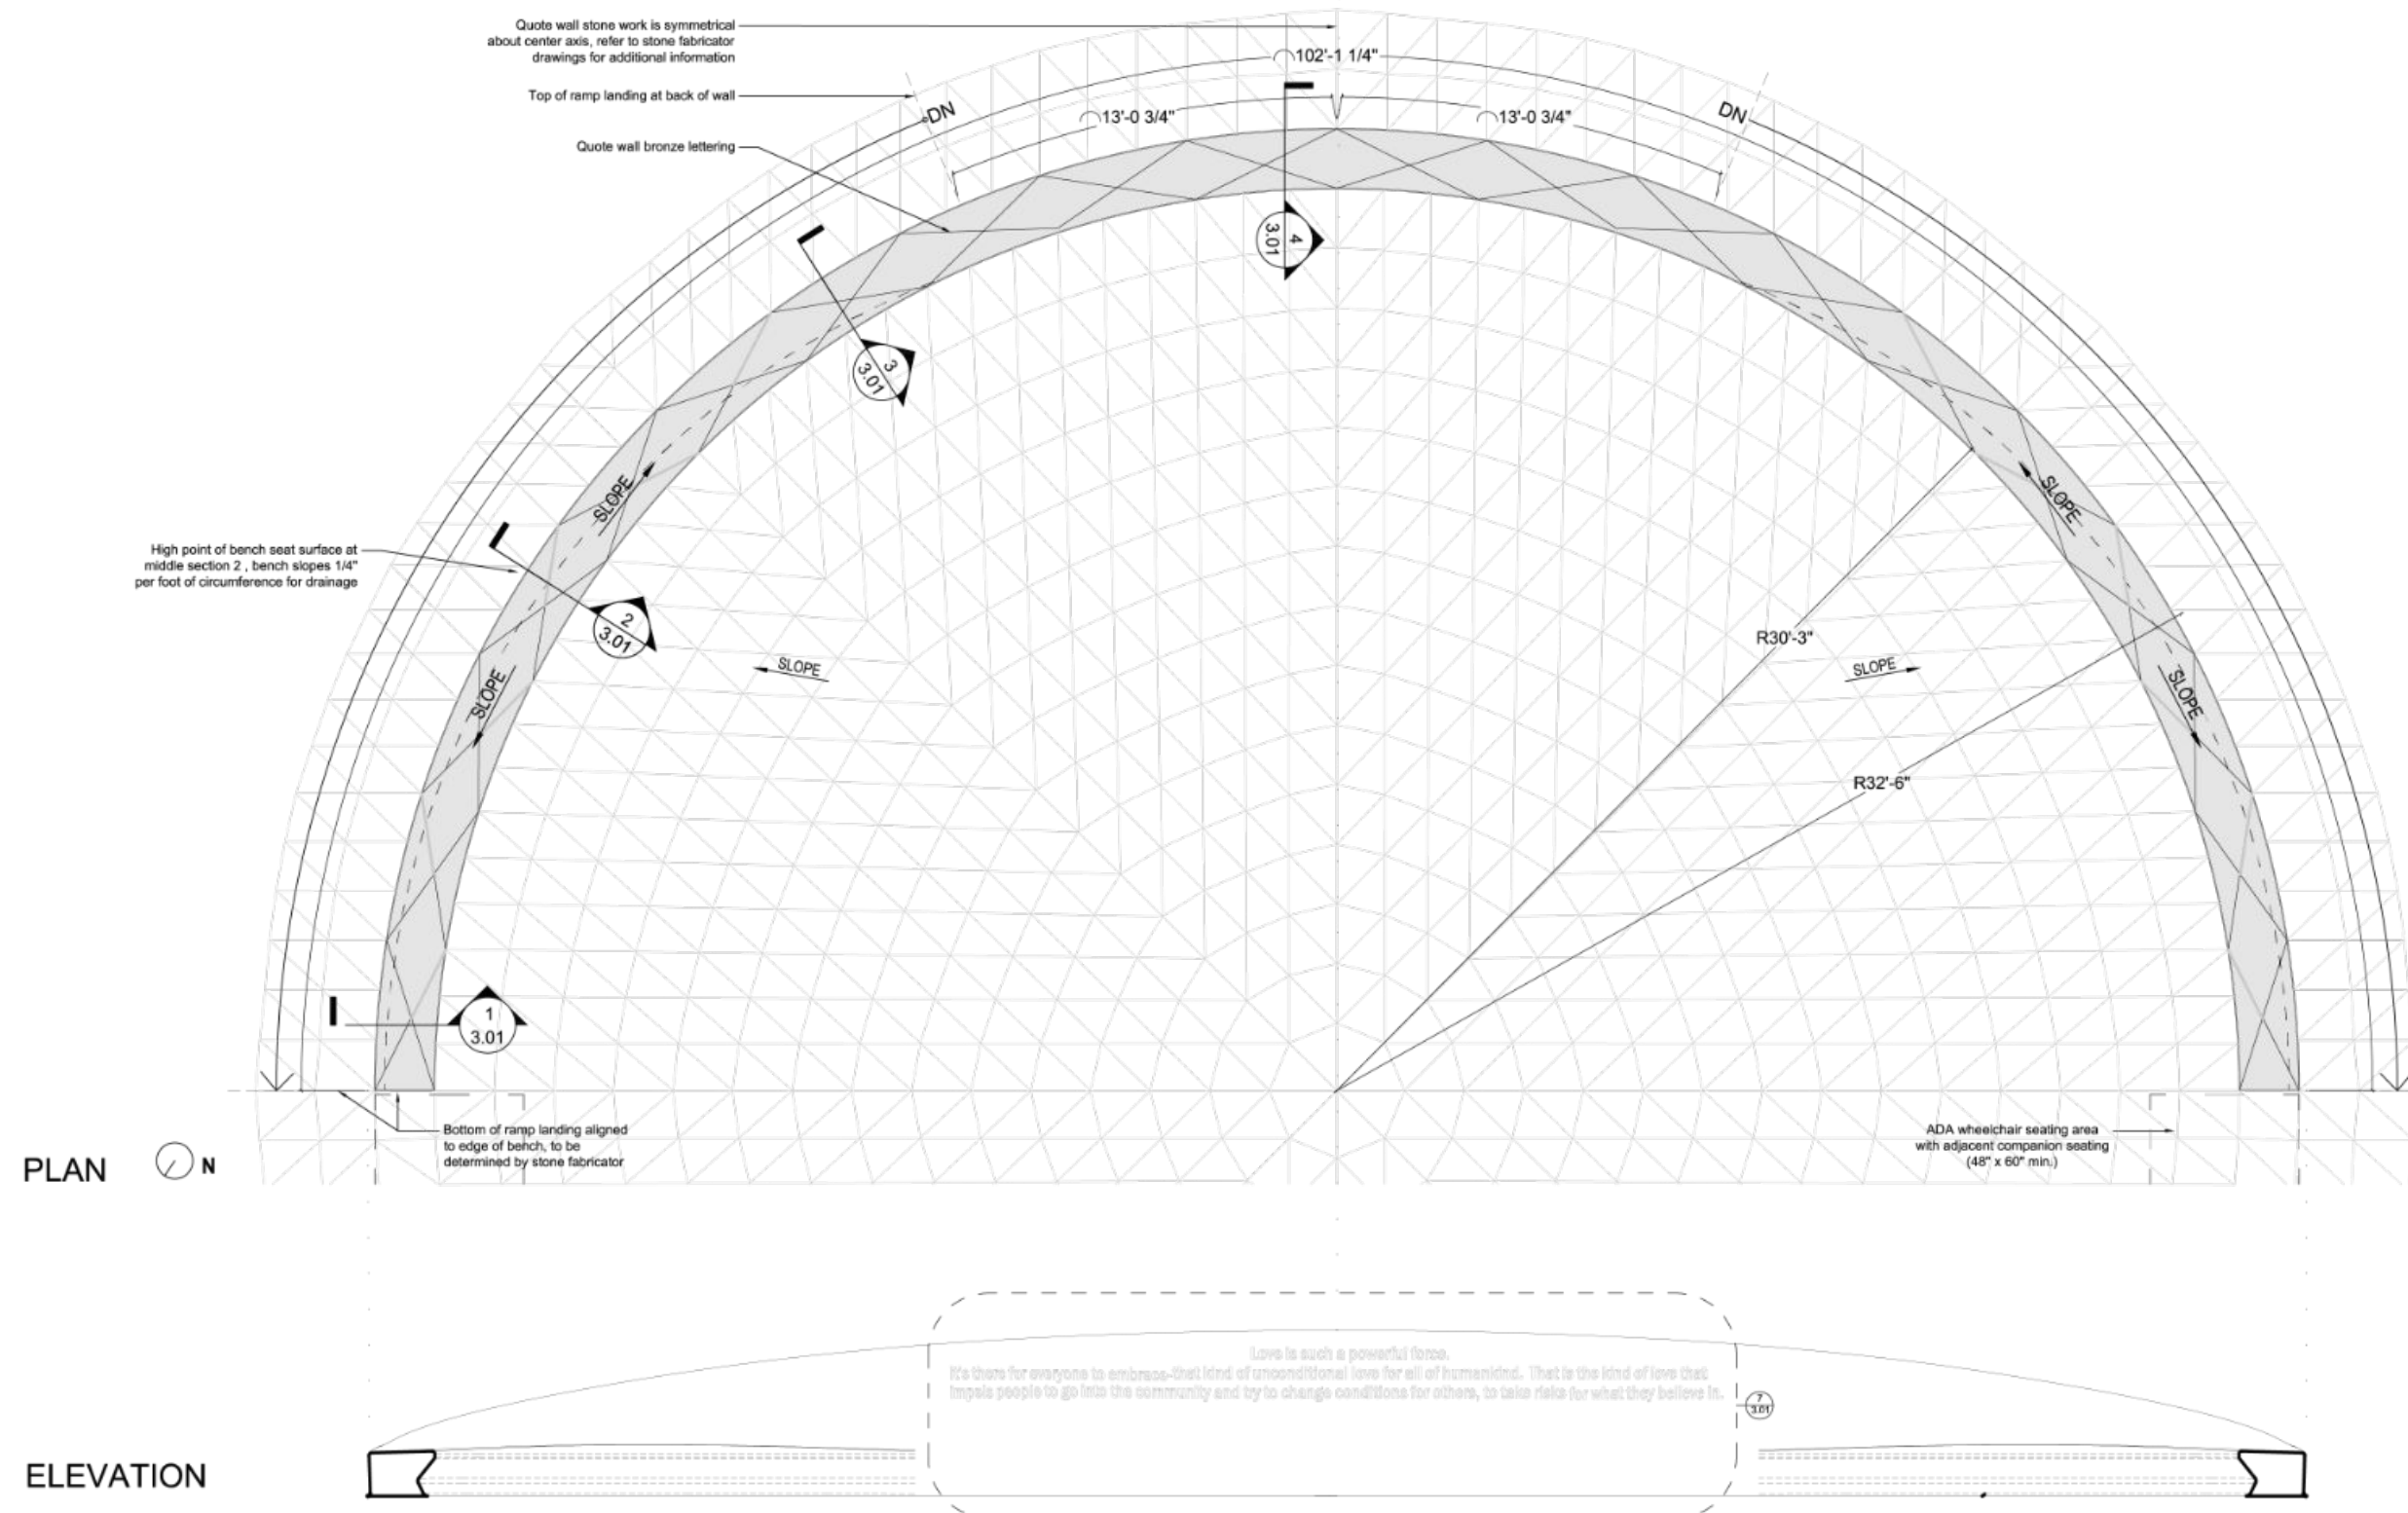 Quote wall stone work is symmetrical
about center axis, refer to stone fabricator
drawings for additional information
102'-1 1/4"
Top of ramp landing at back of wall
DN
13'-0 3/4"
13'-0 3/4"
DN
Quote wall bronze lettering
4
3.01
3
3.01
SLOPE
SLOPE
High point of bench seat surface at
middle section 2 , bench slopes 1/4"
per foot of circumference for drainage
2
3.01
R30'-3"
SLOPE
SLOPE
SLOPE
SLOPE
R32'-6"
1
3.01
Bottom of ramp landing aligned
to edge of bench, to be
determined by stone fabricator
ADA wheelchair seating area
with adjacent companion seating
(48" x 60" min.)
PLAN
N
Love is such a powerful force.
It's there for everyone to embrace-that kind of unconditional love for all of humankind. That is the kind of love that
impels people to go into the community and try to change conditions for others, to take risks for what they believe in.
7
3.01
ELEVATION